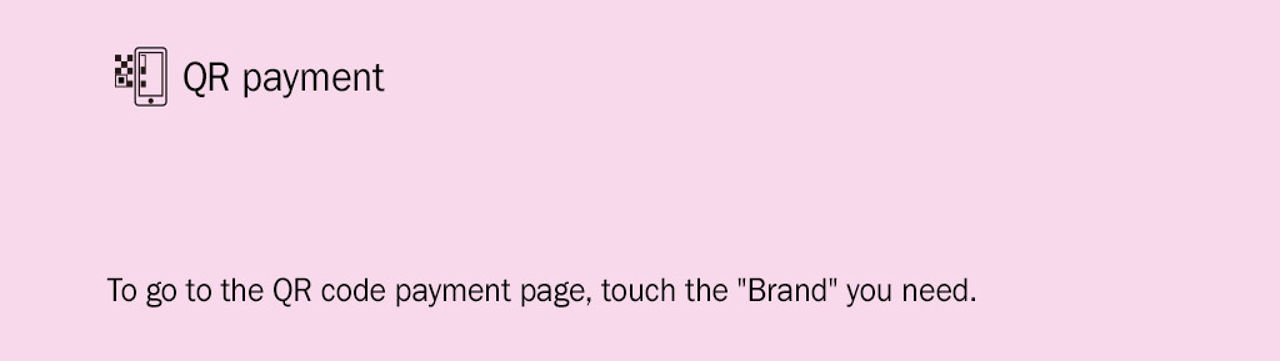 QR payment
To go to the QR code payment page, touch the "Brand" you need.